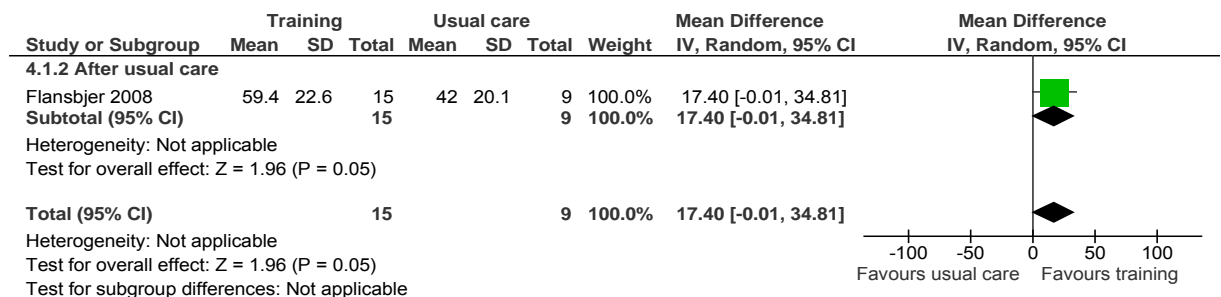 Training Usual care Mean Difference Mean Difference
Study or Subgroup Mean SD Total Mean SD Total Weight IV, Random, 95% CI IV, Random, 95% CI
4.1.2 After usual care
Flansbjer 2008 59.4 22.6 15 42 20.1 9 100.0% 17.40 [-0.01, 34.81]
Subtotal (95% CI) 15 9 100.0% 17.40 [-0.01, 34.81]
Heterogeneity: Not applicable
Test for overall effect: Z = 1.96 (P = 0.05)
Total (95% CI) 15 9 100.0% 17.40 [-0.01, 34.81]
Heterogeneity: Not applicable
Test for overall effect: Z = 1.96 (P = 0.05)
Test for subgroup differences: Not applicable
-100 -50 0 50 100
Favours usual care Favours training